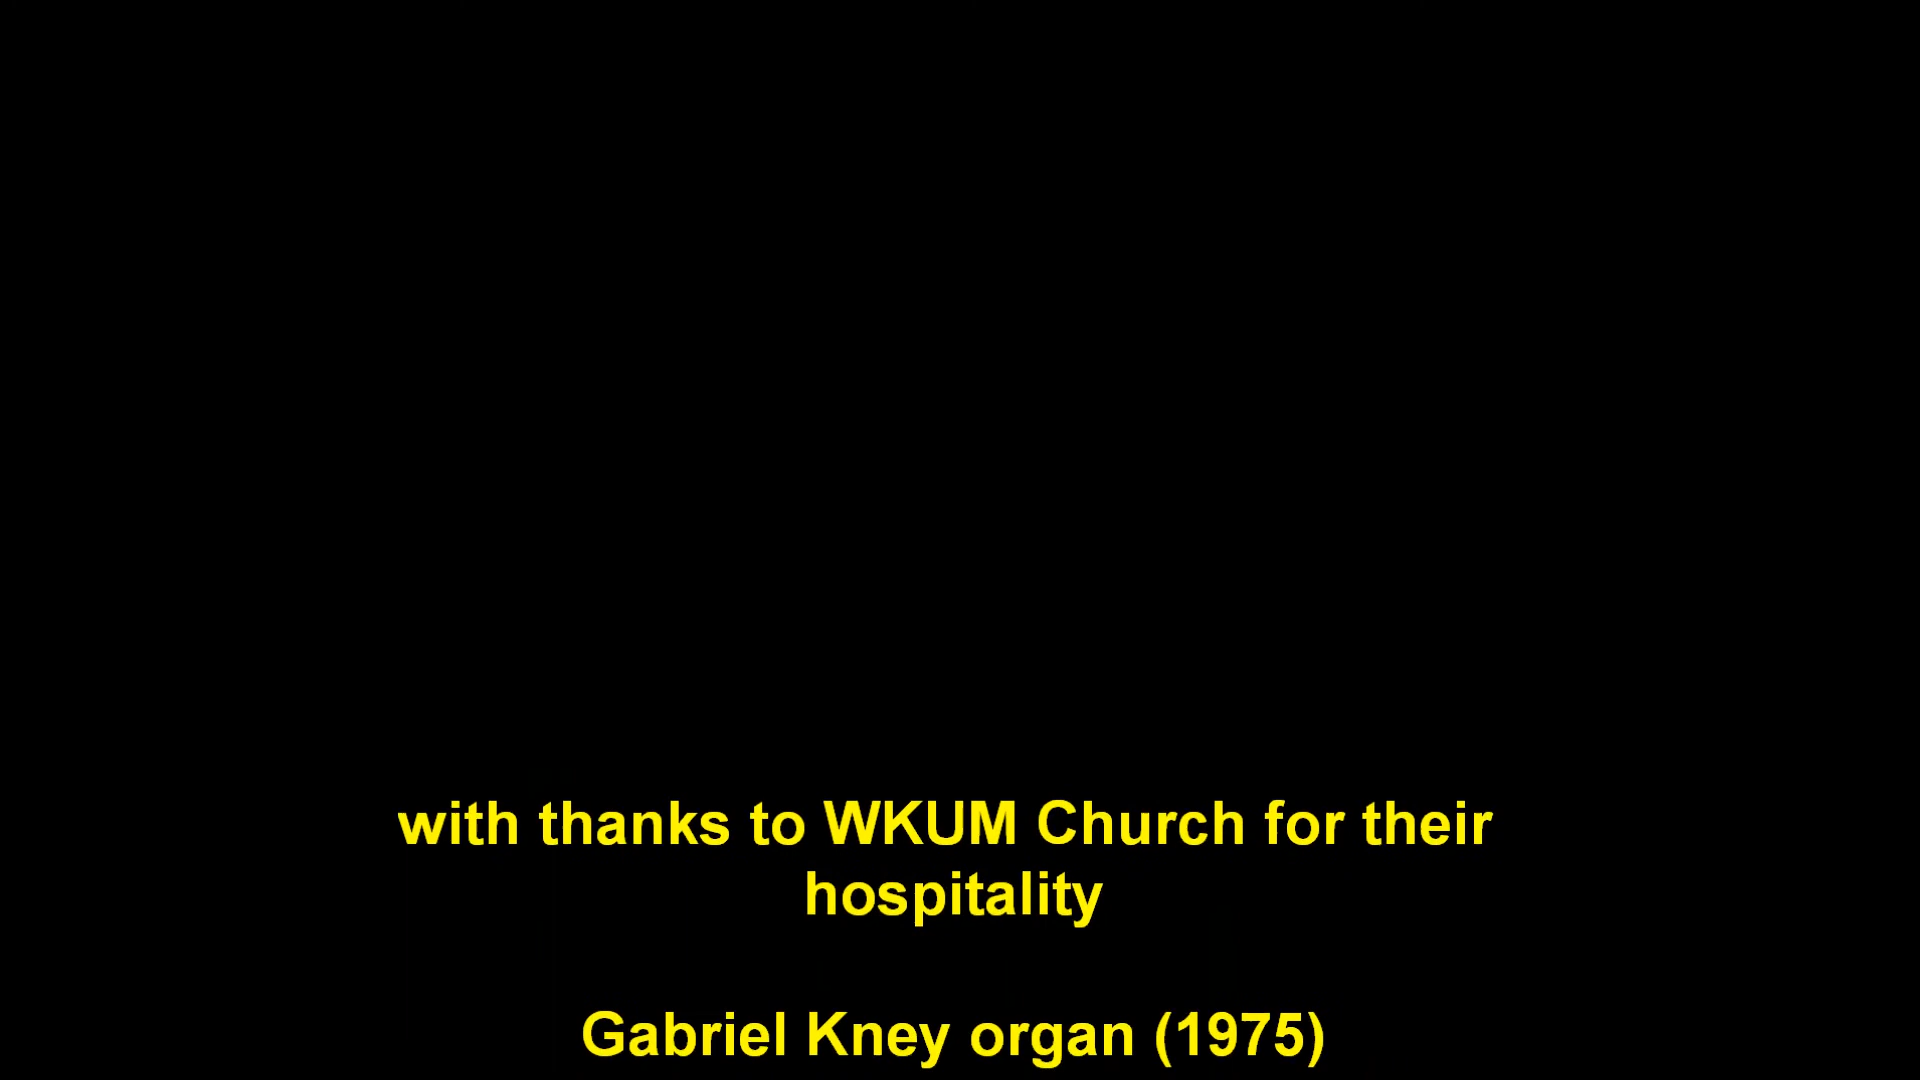 with thanks to WKUM Church for their
hospitality
Gabriel Kney organ (1975)